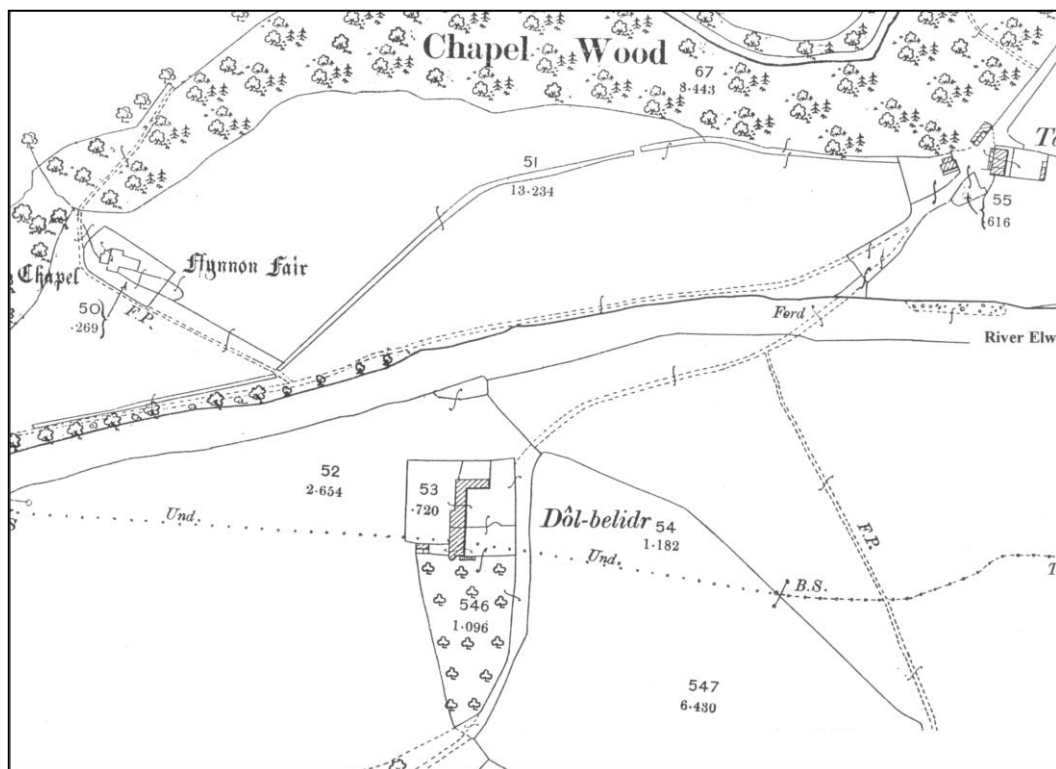 Chapel Wood
67
8·443
To
51
13·234
55
·616
Chapel
Ffynnon Fair
50
·269
F.P.
Ford
River Elw
52
2·654
53
·720
Und.
Dôl-belidr
54
1·182
F.P.
Und.
B.S.
T
S
546
1·096
547
6·430